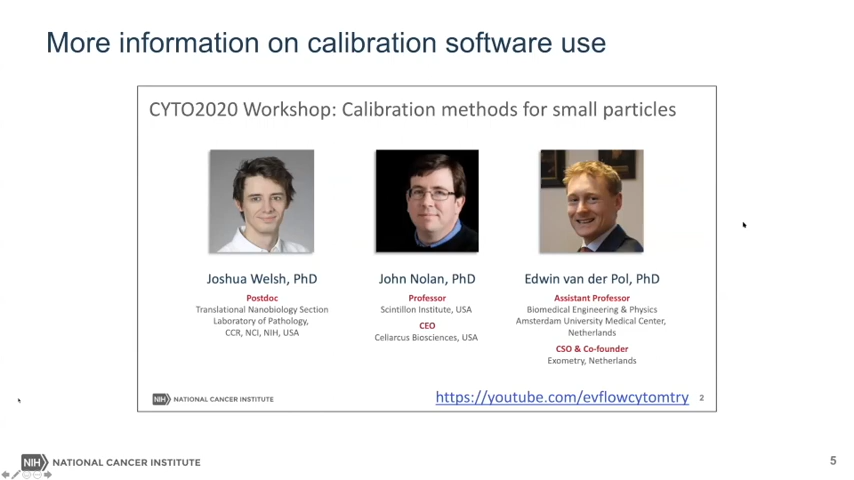 More information on calibration software use
CYTO2020 Workshop: Calibration methods for small particles
Joshua Welsh, PhD
Postdoc
Translational Nanobiology Section
Laboratory of Pathology,
CCR, NCI, NIH, USA
John Nolan, PhD
Professor
Scintillon Institute, USA
CEO
Cellarcus Biosciences, USA
Edwin van der Pol, PhD
Assistant Professor
Biomedical Engineering & Physics
Amsterdam University Medical Center,
Netherlands
CSO & Co-founder
Exometry, Netherlands
NIH NATIONAL CANCER INSTITUTE
https://youtube.com/evflowcytomtry
2
NIH NATIONAL CANCER INSTITUTE
5